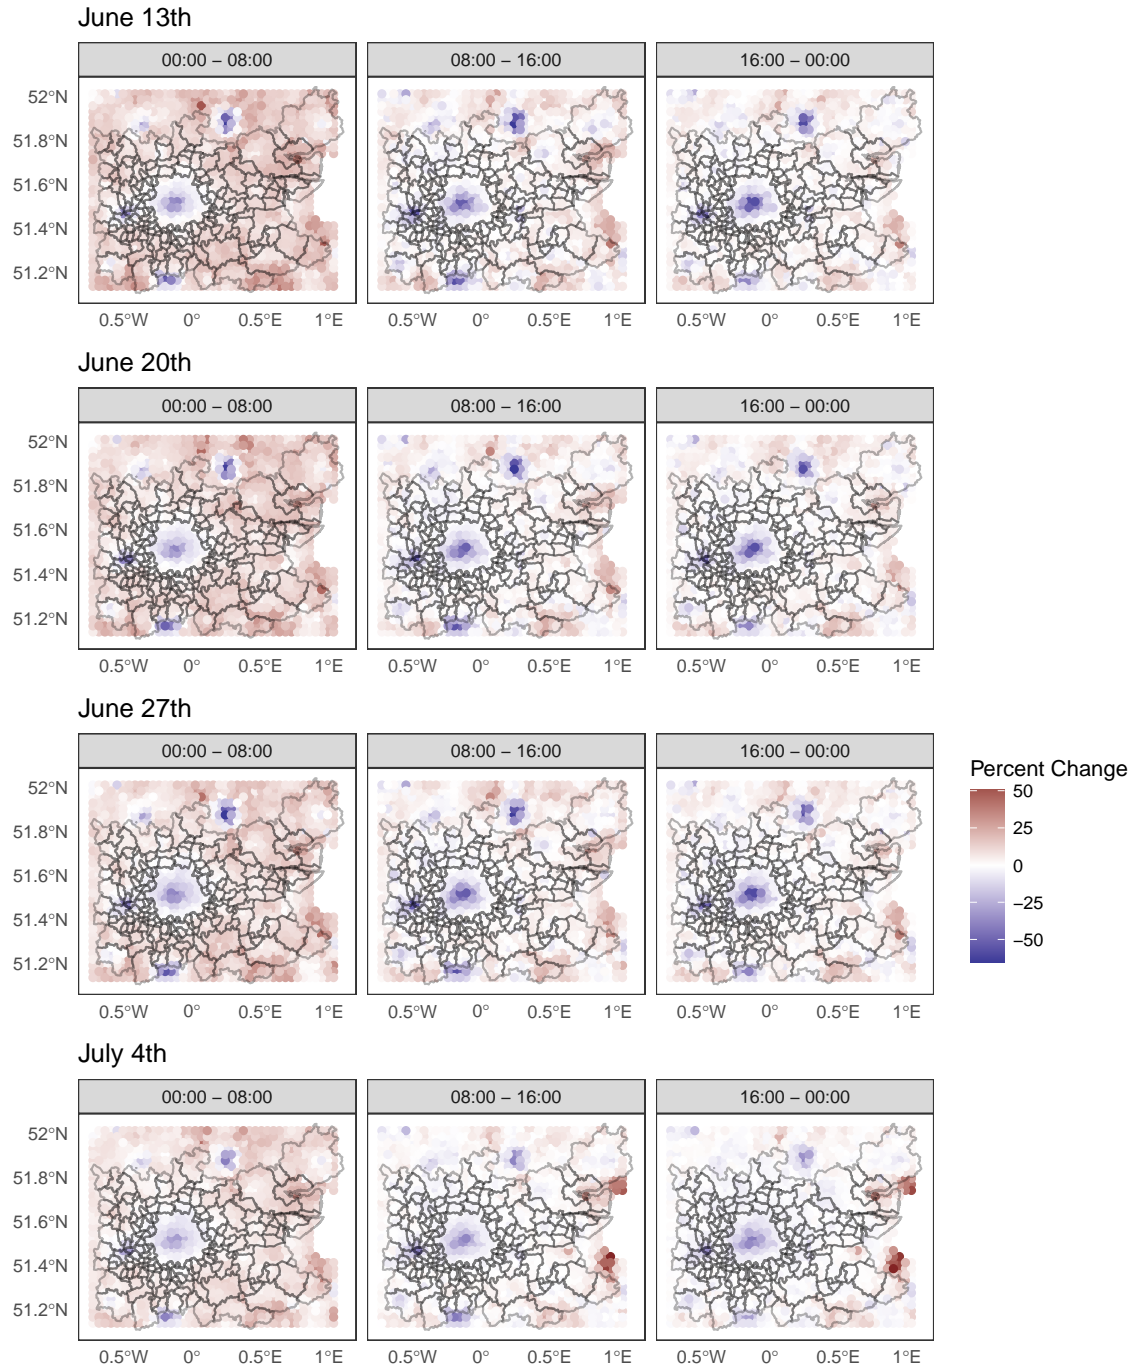 June 13th
00:00 − 08:00 08:00 − 16:00 16:00 − 00:00
52°N
51.8°N
51.6°N
51.4°N
51.2°N
0.5°W 0° 0.5°E 1°E 0.5°W 0° 0.5°E 1°E 0.5°W 0° 0.5°E 1°E
June 20th
00:00 − 08:00 08:00 − 16:00 16:00 − 00:00
52°N
51.8°N
51.6°N
51.4°N
51.2°N
0.5°W 0° 0.5°E 1°E 0.5°W 0° 0.5°E 1°E 0.5°W 0° 0.5°E 1°E
June 27th
00:00 − 08:00 08:00 − 16:00 16:00 − 00:00
52°N
51.8°N
51.6°N
51.4°N
51.2°N
0.5°W 0° 0.5°E 1°E 0.5°W 0° 0.5°E 1°E 0.5°W 0° 0.5°E 1°E
Percent Change
50
25
0
−25
−50
July 4th
00:00 − 08:00 08:00 − 16:00 16:00 − 00:00
52°N
51.8°N
51.6°N
51.4°N
51.2°N
0.5°W 0° 0.5°E 1°E 0.5°W 0° 0.5°E 1°E 0.5°W 0° 0.5°E 1°E